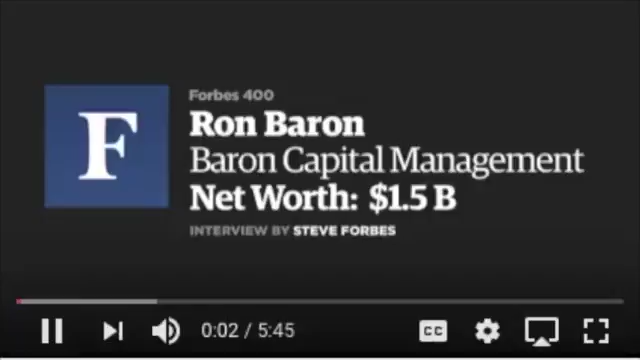 Forbes 400
F
Ron Baron
Baron Capital Management
Net Worth: $1.5 B
INTERVIEW BY STEVE FORBES
0:02 / 5:45
CC